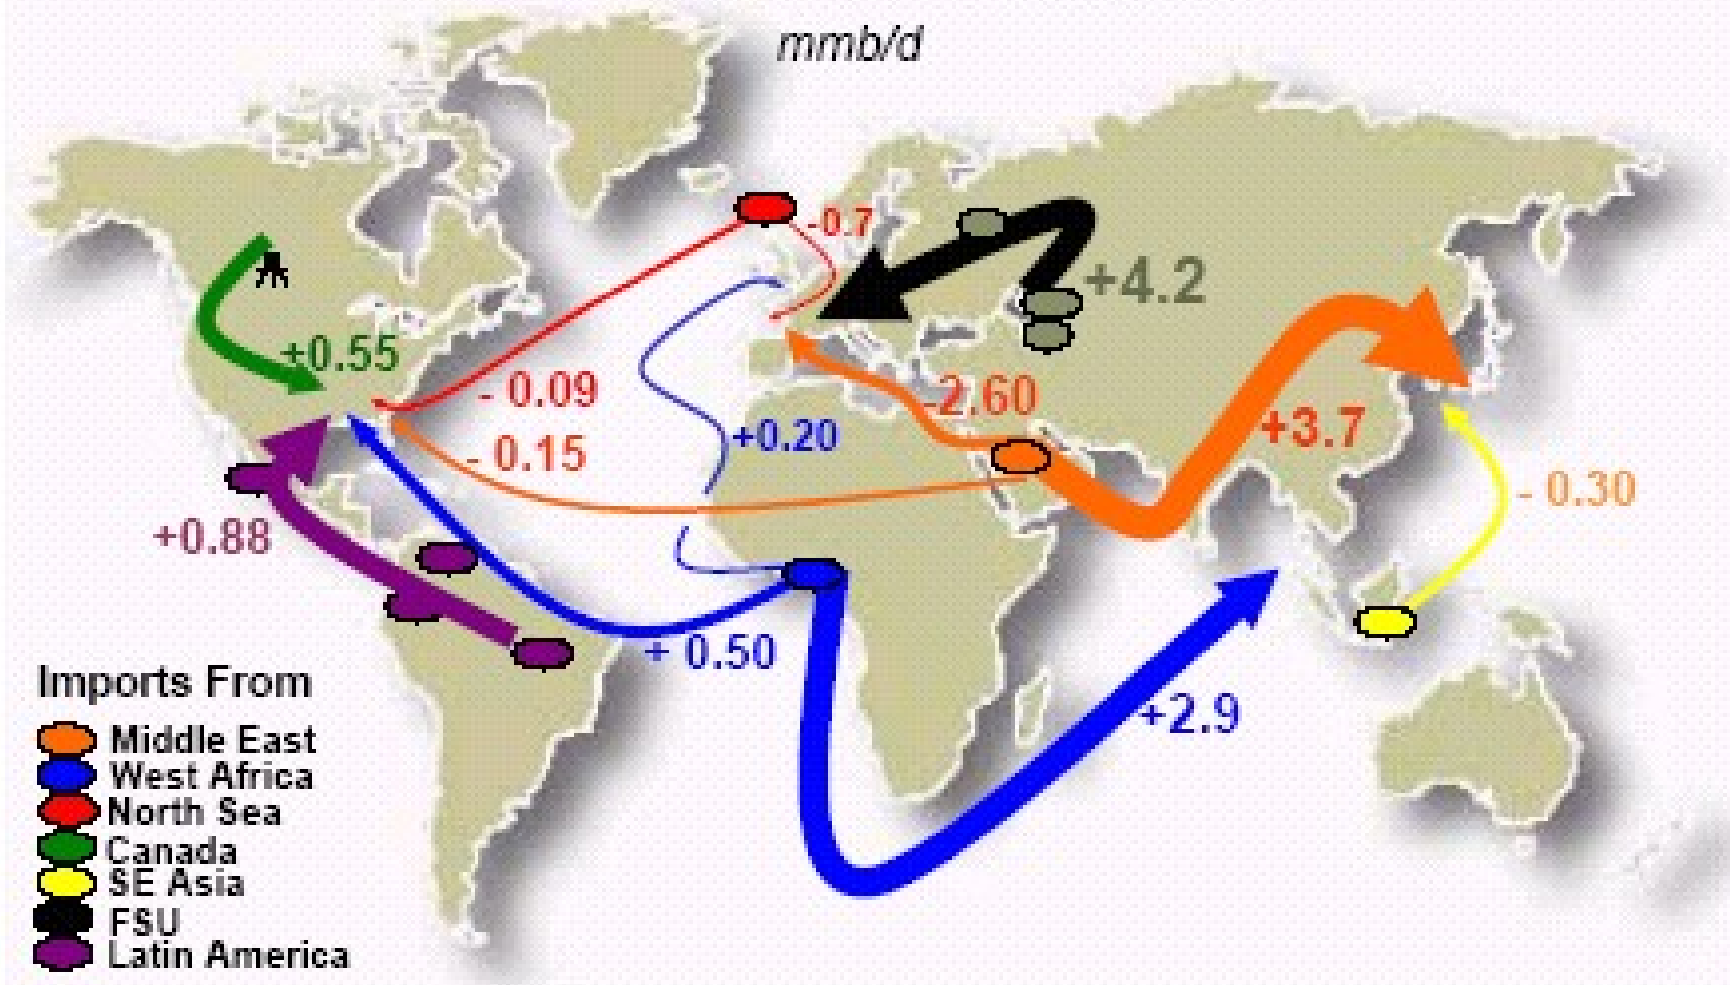 mmb/d
-0.7
+4.2
+0.55
- 0.09
-2.60
+3.7
+0.20
- 0.15
- 0.30
+0.88
+ 0.50
+2.9
Imports From
Middle East
West Africa
North Sea
Canada
SE Asia
FSU
Latin America